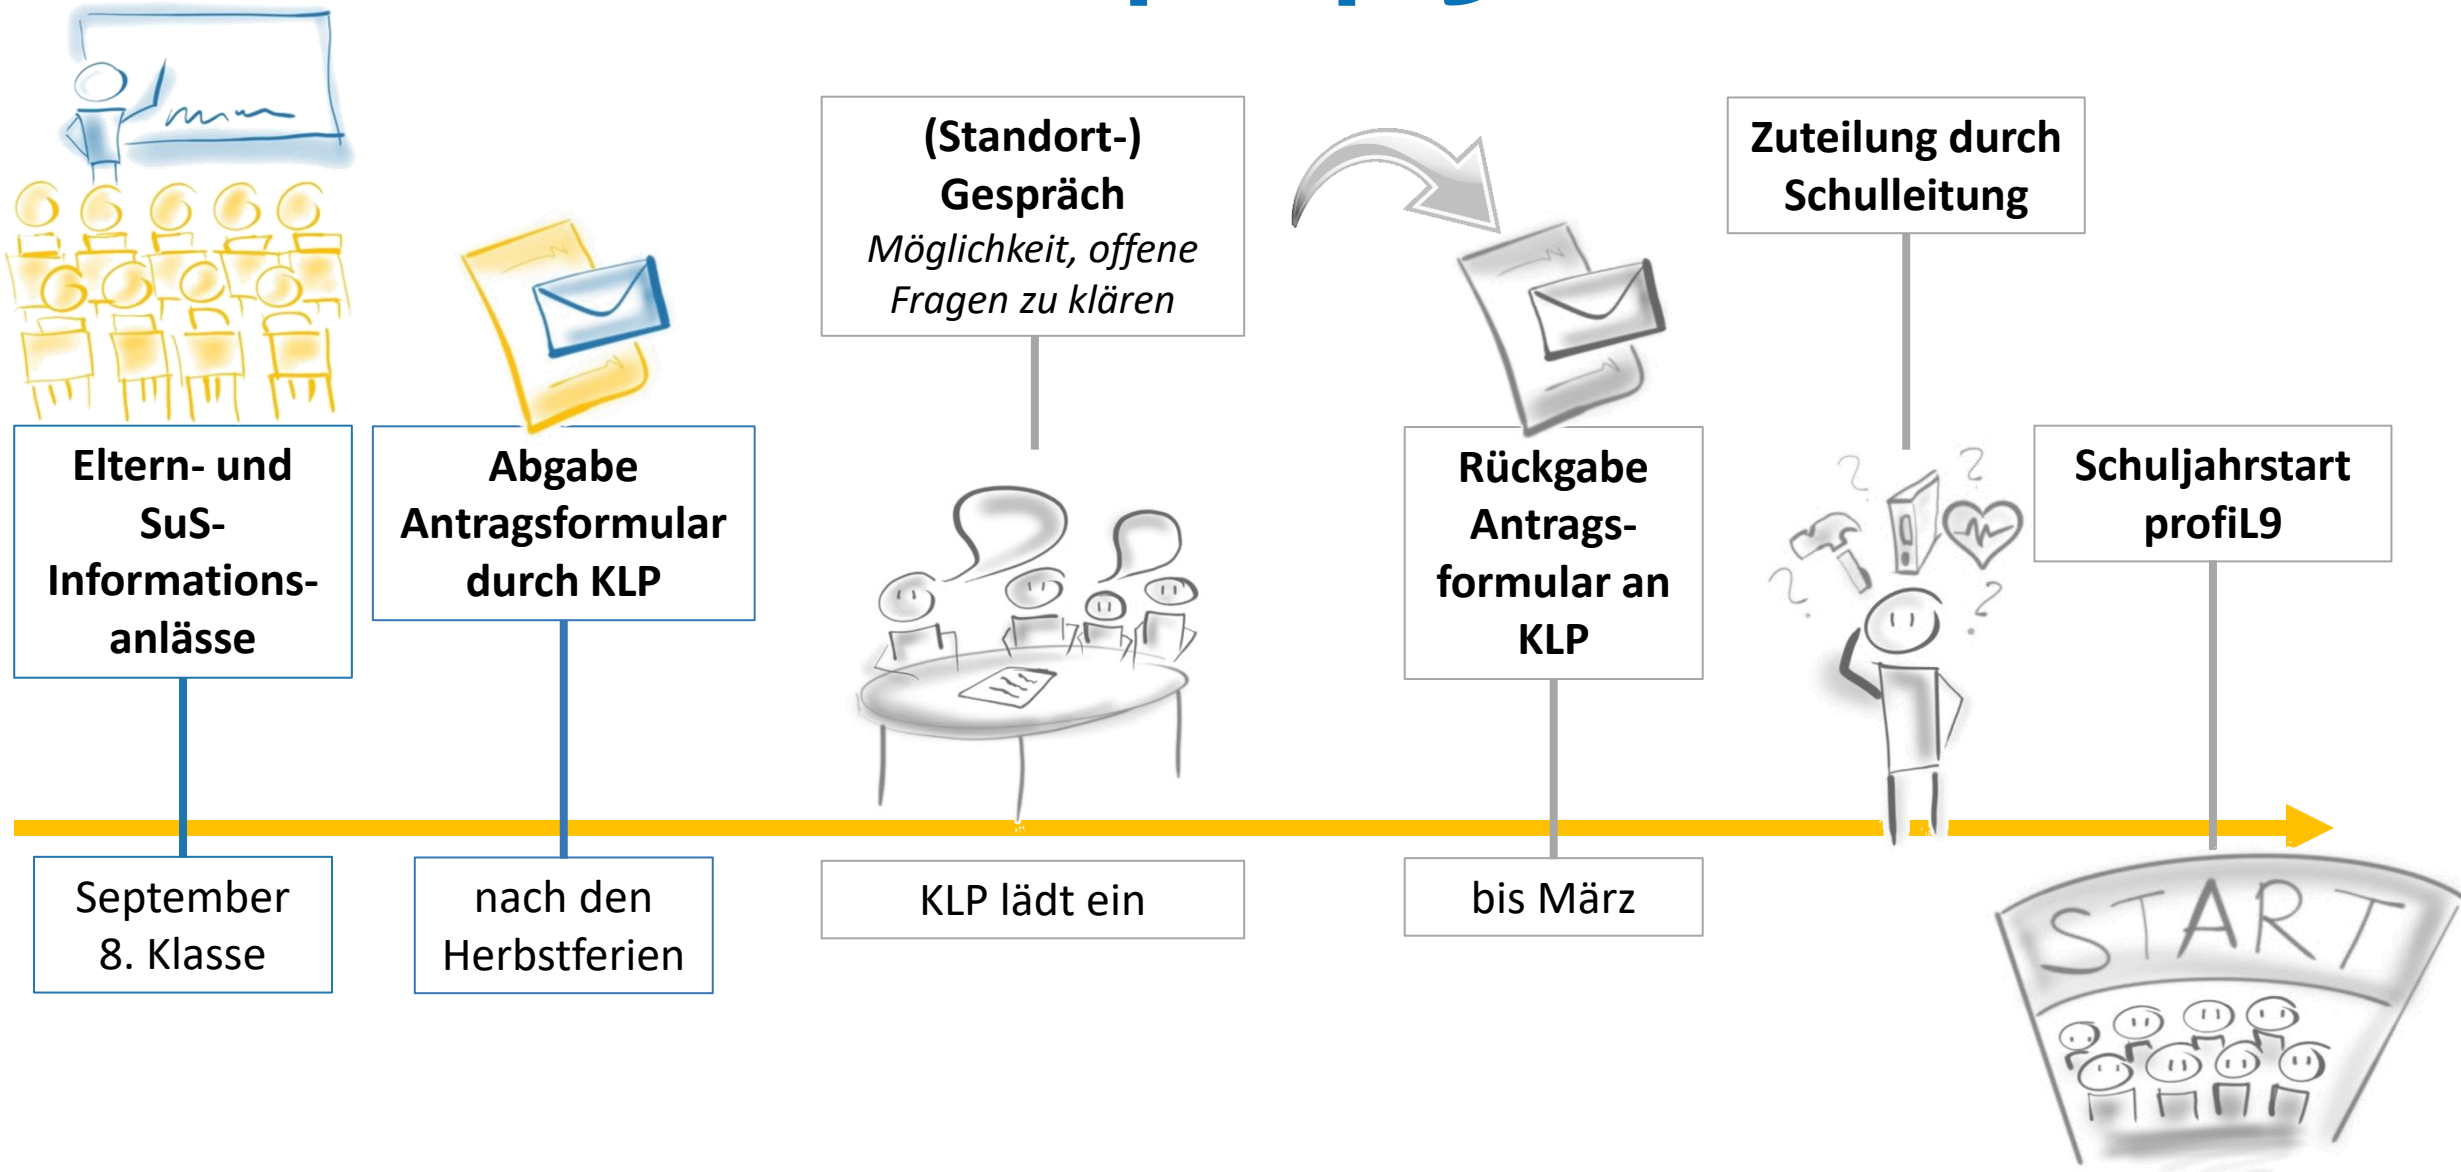 Eltern- und
SuS-
Informations-
anlässe
September
8. Klasse
Abgabe
Antragsformular
durch KLP
nach den
Herbstferien
(Standort-)
Gespräch
Möglichkeit, offene
Fragen zu klären
KLP lädt ein
Rückgabe
Antrags-
formular an
KLP
bis März
Zuteilung durch
Schulleitung
Schuljahrstart
profiL9
START